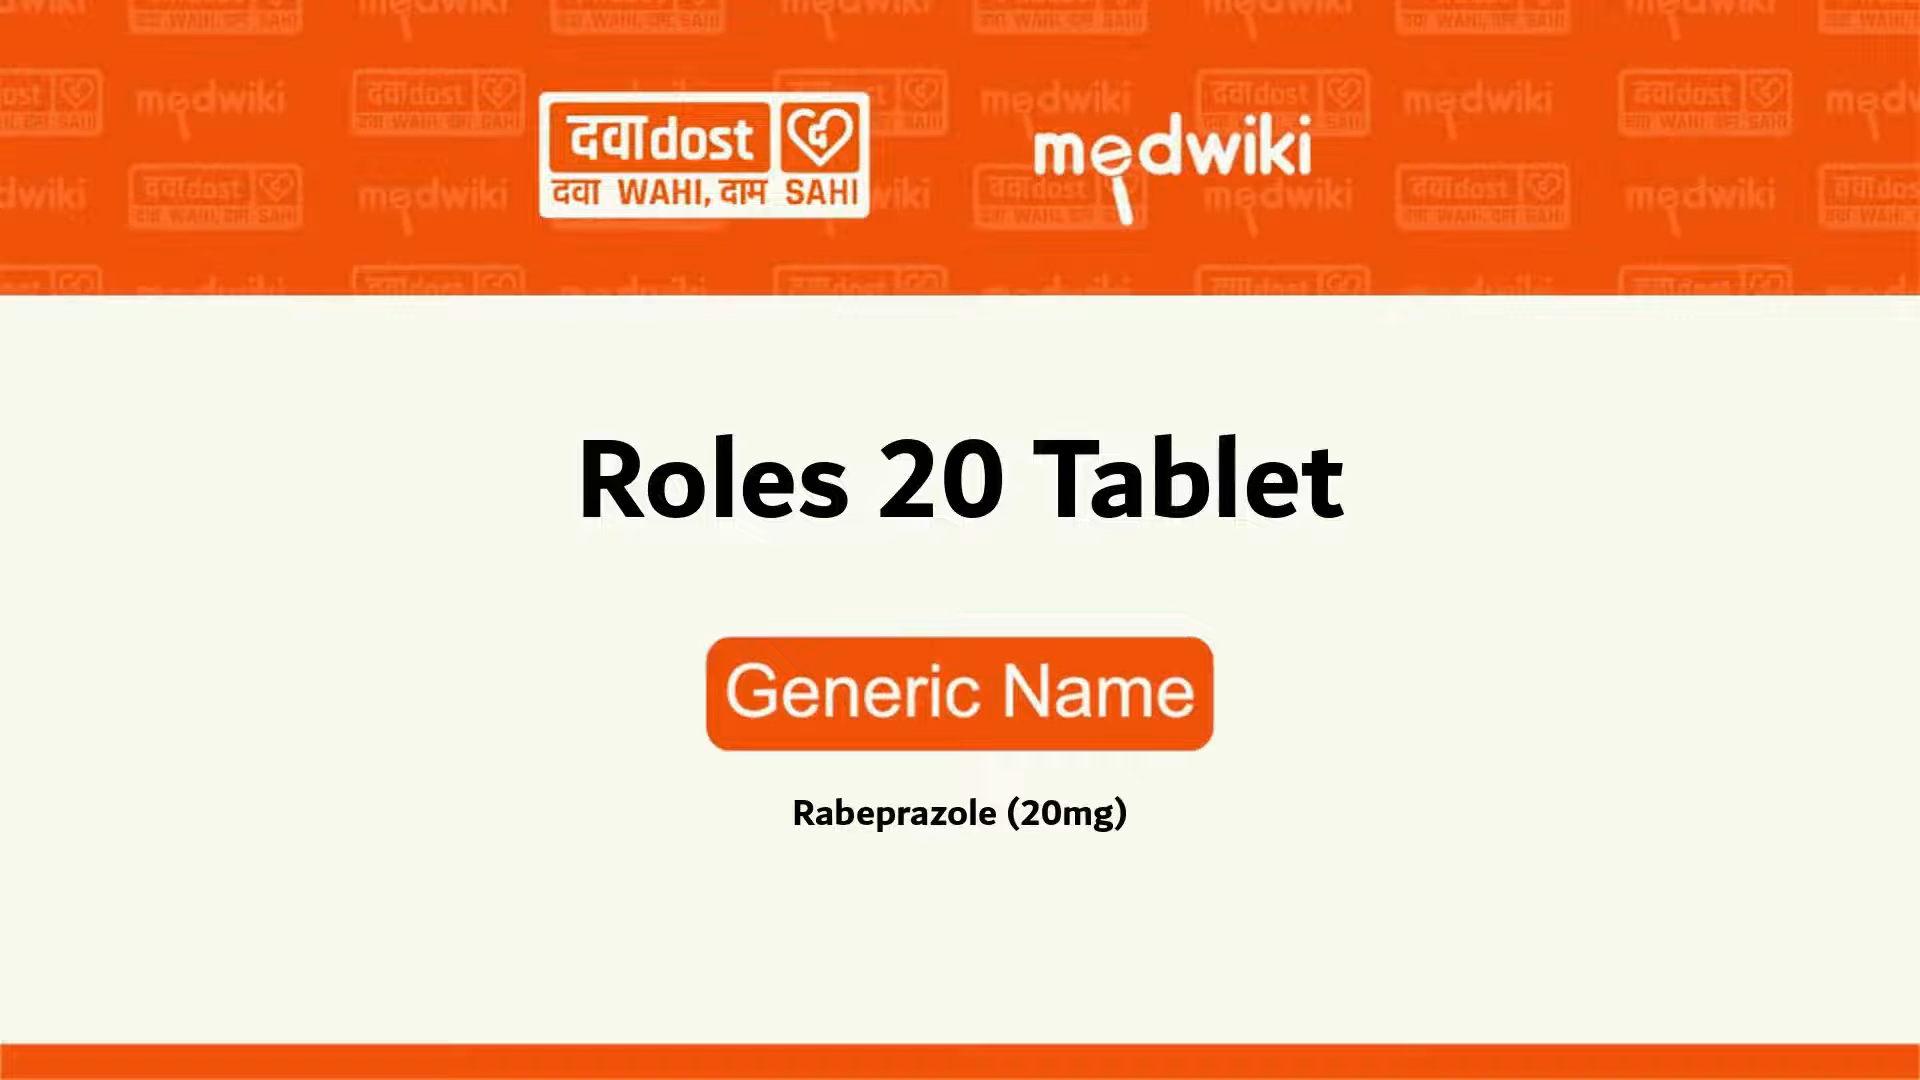 दवाdost
दवा WAHI, दाम SAHI
medwiki
Roles 20 Tablet
Generic Name
Rabeprazole (20mg)